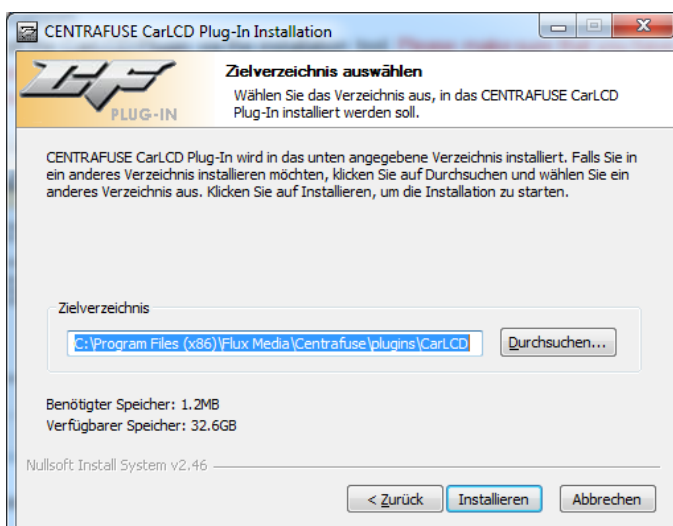 CENTRAFUSE CarLCD Plug-In Installation
CF
PLUG-IN
Zielverzeichnis auswählen
Wählen Sie das Verzeichnis aus, in das CENTRAFUSE CarLCD
Plug-In installiert werden soll.
CENTRAFUSE CarLCD Plug-In wird in das unten angegebene Verzeichnis installiert. Falls Sie in
ein anderes Verzeichnis installieren möchten, klicken Sie auf Durchsuchen und wählen Sie ein
anderes Verzeichnis aus. Klicken Sie auf Installieren, um die Installation zu starten.
Zielverzeichnis
C:\Program Files (x86)\Flux Media\Centrafuse\plugins\CarLCD
Durchsuchen...
Benötigter Speicher: 1.2MB
Verfügbarer Speicher: 32.6GB
Nullsoft Install System v2.46
< Zurück
Installieren
Abbrechen